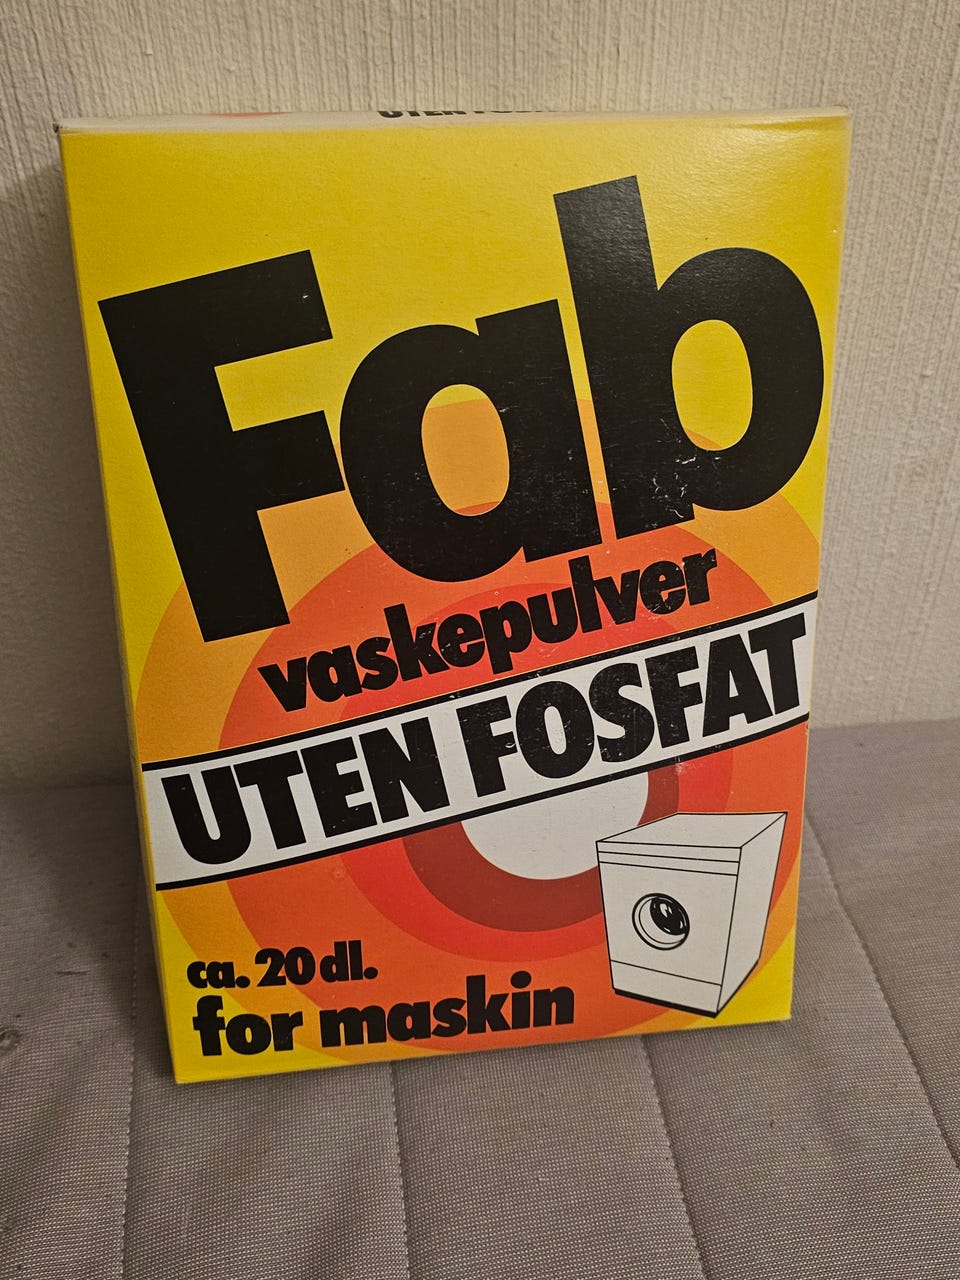 Fab
vaskepulver
UTEN FOSFAT
ca. 20 dl.
for maskin